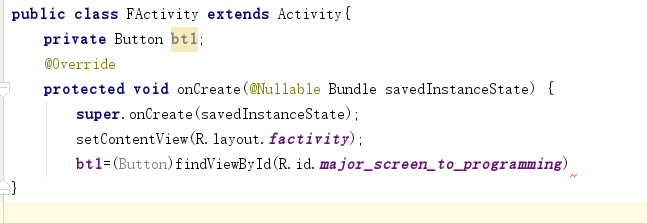 public class FActivity extends Activity{
private Button bt1;
@Override
protected void onCreate(@Nullable Bundle savedInstanceState) {
super.onCreate(savedInstanceState);
setContentView(R.layout.factivity);
bt1=(Button)findViewById(R.id.major_screen_to_programming)
}